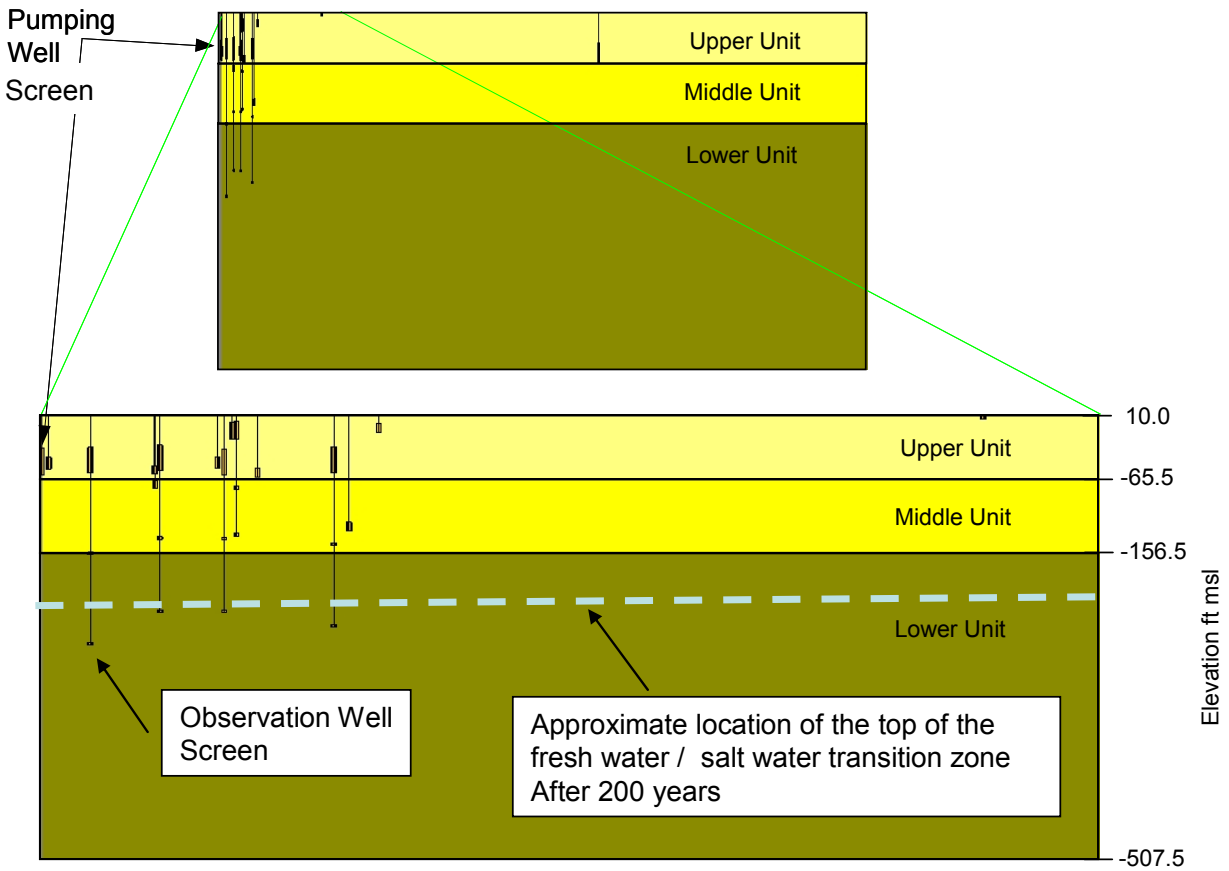 Pumping
Well
Screen
Upper Unit
Middle Unit
Lower Unit
10.0
Upper Unit
-65.5
Middle Unit
-156.5
Lower Unit
Elevation ft msl
Observation Well
Screen
Approximate location of the top of the
fresh water / salt water transition zone
After 200 years
-507.5